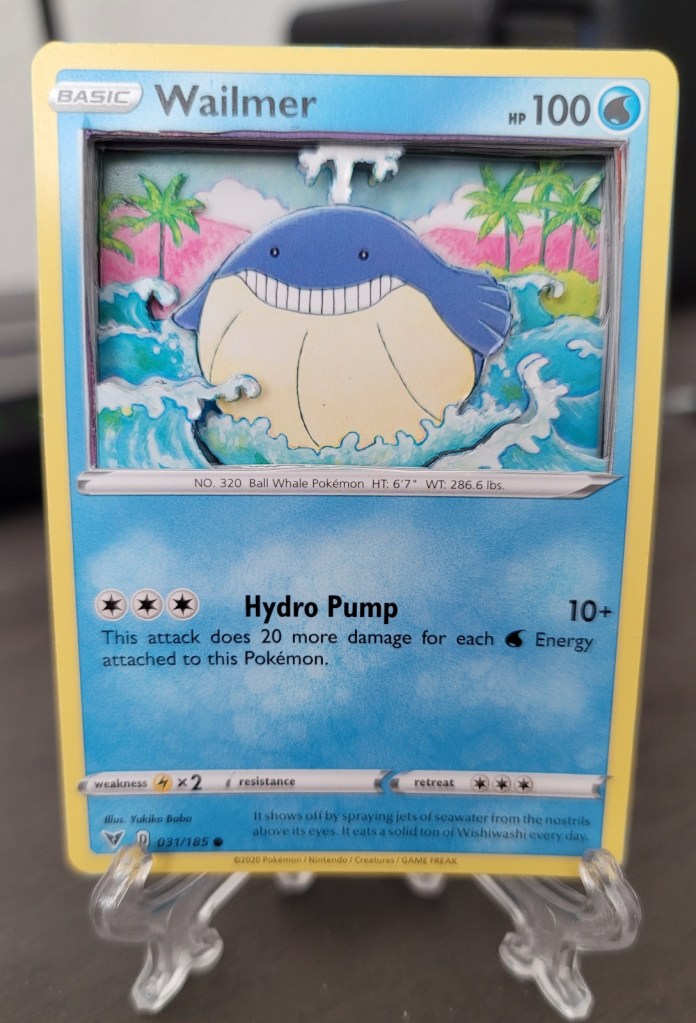 BASIC Wailmer HP 100
NO. 320 Ball Whale Pokémon HT: 6'7" WT: 286.6 lbs.
Hydro Pump 10+
This attack does 20 more damage for each Energy
attached to this Pokémon.
weakness ×2 resistance retreat
Illus. Yukiko Baba
It shows off by spraying jets of seawater from the nostrils
above its eyes. It eats a solid ton of Wishiwashi every day.
D 031/185
©2020 Pokémon / Nintendo / Creatures / GAME FREAK